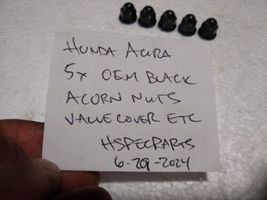 HONDA ACURA
5x OEM BLACK
ACORN NUTS
VALVE COVER ETC
HSPECPARTS
6-29-2024